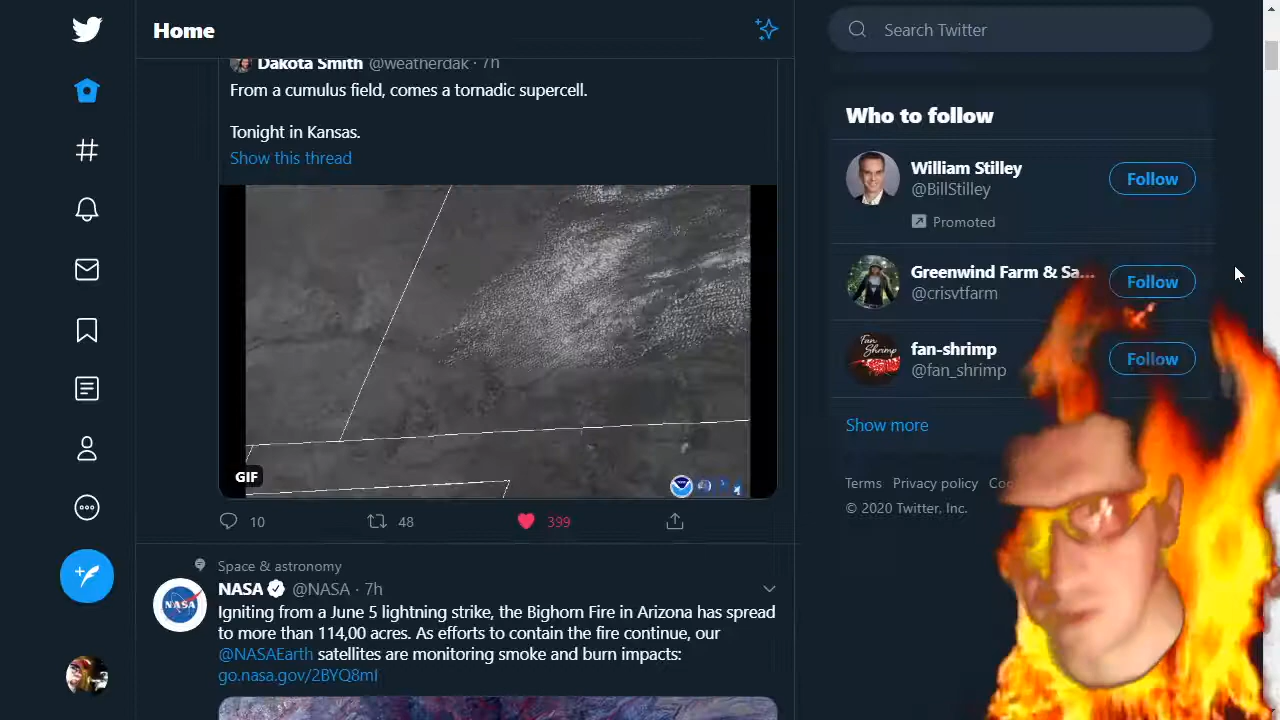 Home
Search Twitter
Dakota Smith @weatherdak · 7h
From a cumulus field, comes a tornadic supercell.
Tonight in Kansas.
Show this thread
GIF
10
48
399
Space & astronomy
NASA @NASA · 7h
NASA
Igniting from a June 5 lightning strike, the Bighorn Fire in Arizona has spread
to more than 114,00 acres. As efforts to contain the fire continue, our
@NASAEarth satellites are monitoring smoke and burn impacts:
go.nasa.gov/2BYQ8mI
Who to follow
William Stilley
@BillStilley
Follow
Promoted
Greenwind Farm & Sa...
@crisvtfarm
Follow
Fan
Shrimp
fan-shrimp
@fan_shrimp
Follow
Show more
Terms Privacy policy
© 2020 Twitter, Inc.